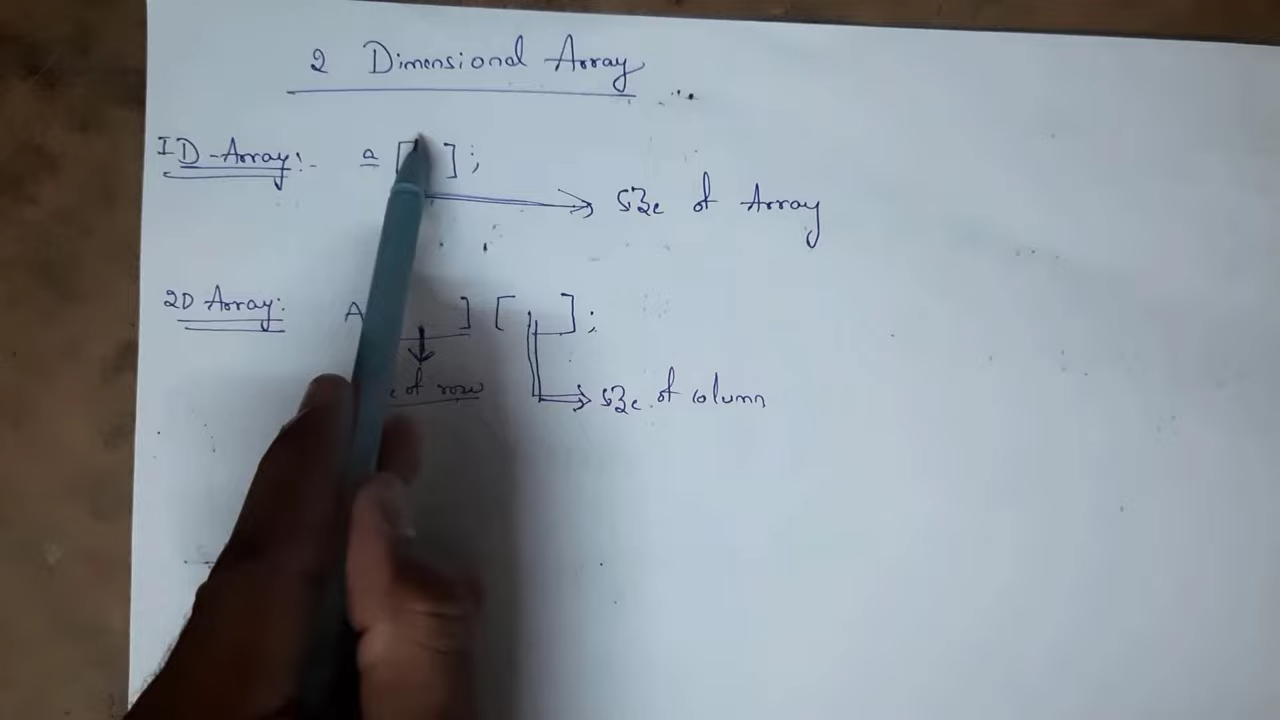 2 Dimensional Array
1D-Array:- a [ ];
size of Array
2D Array: A ] [ ];
of row
size of column